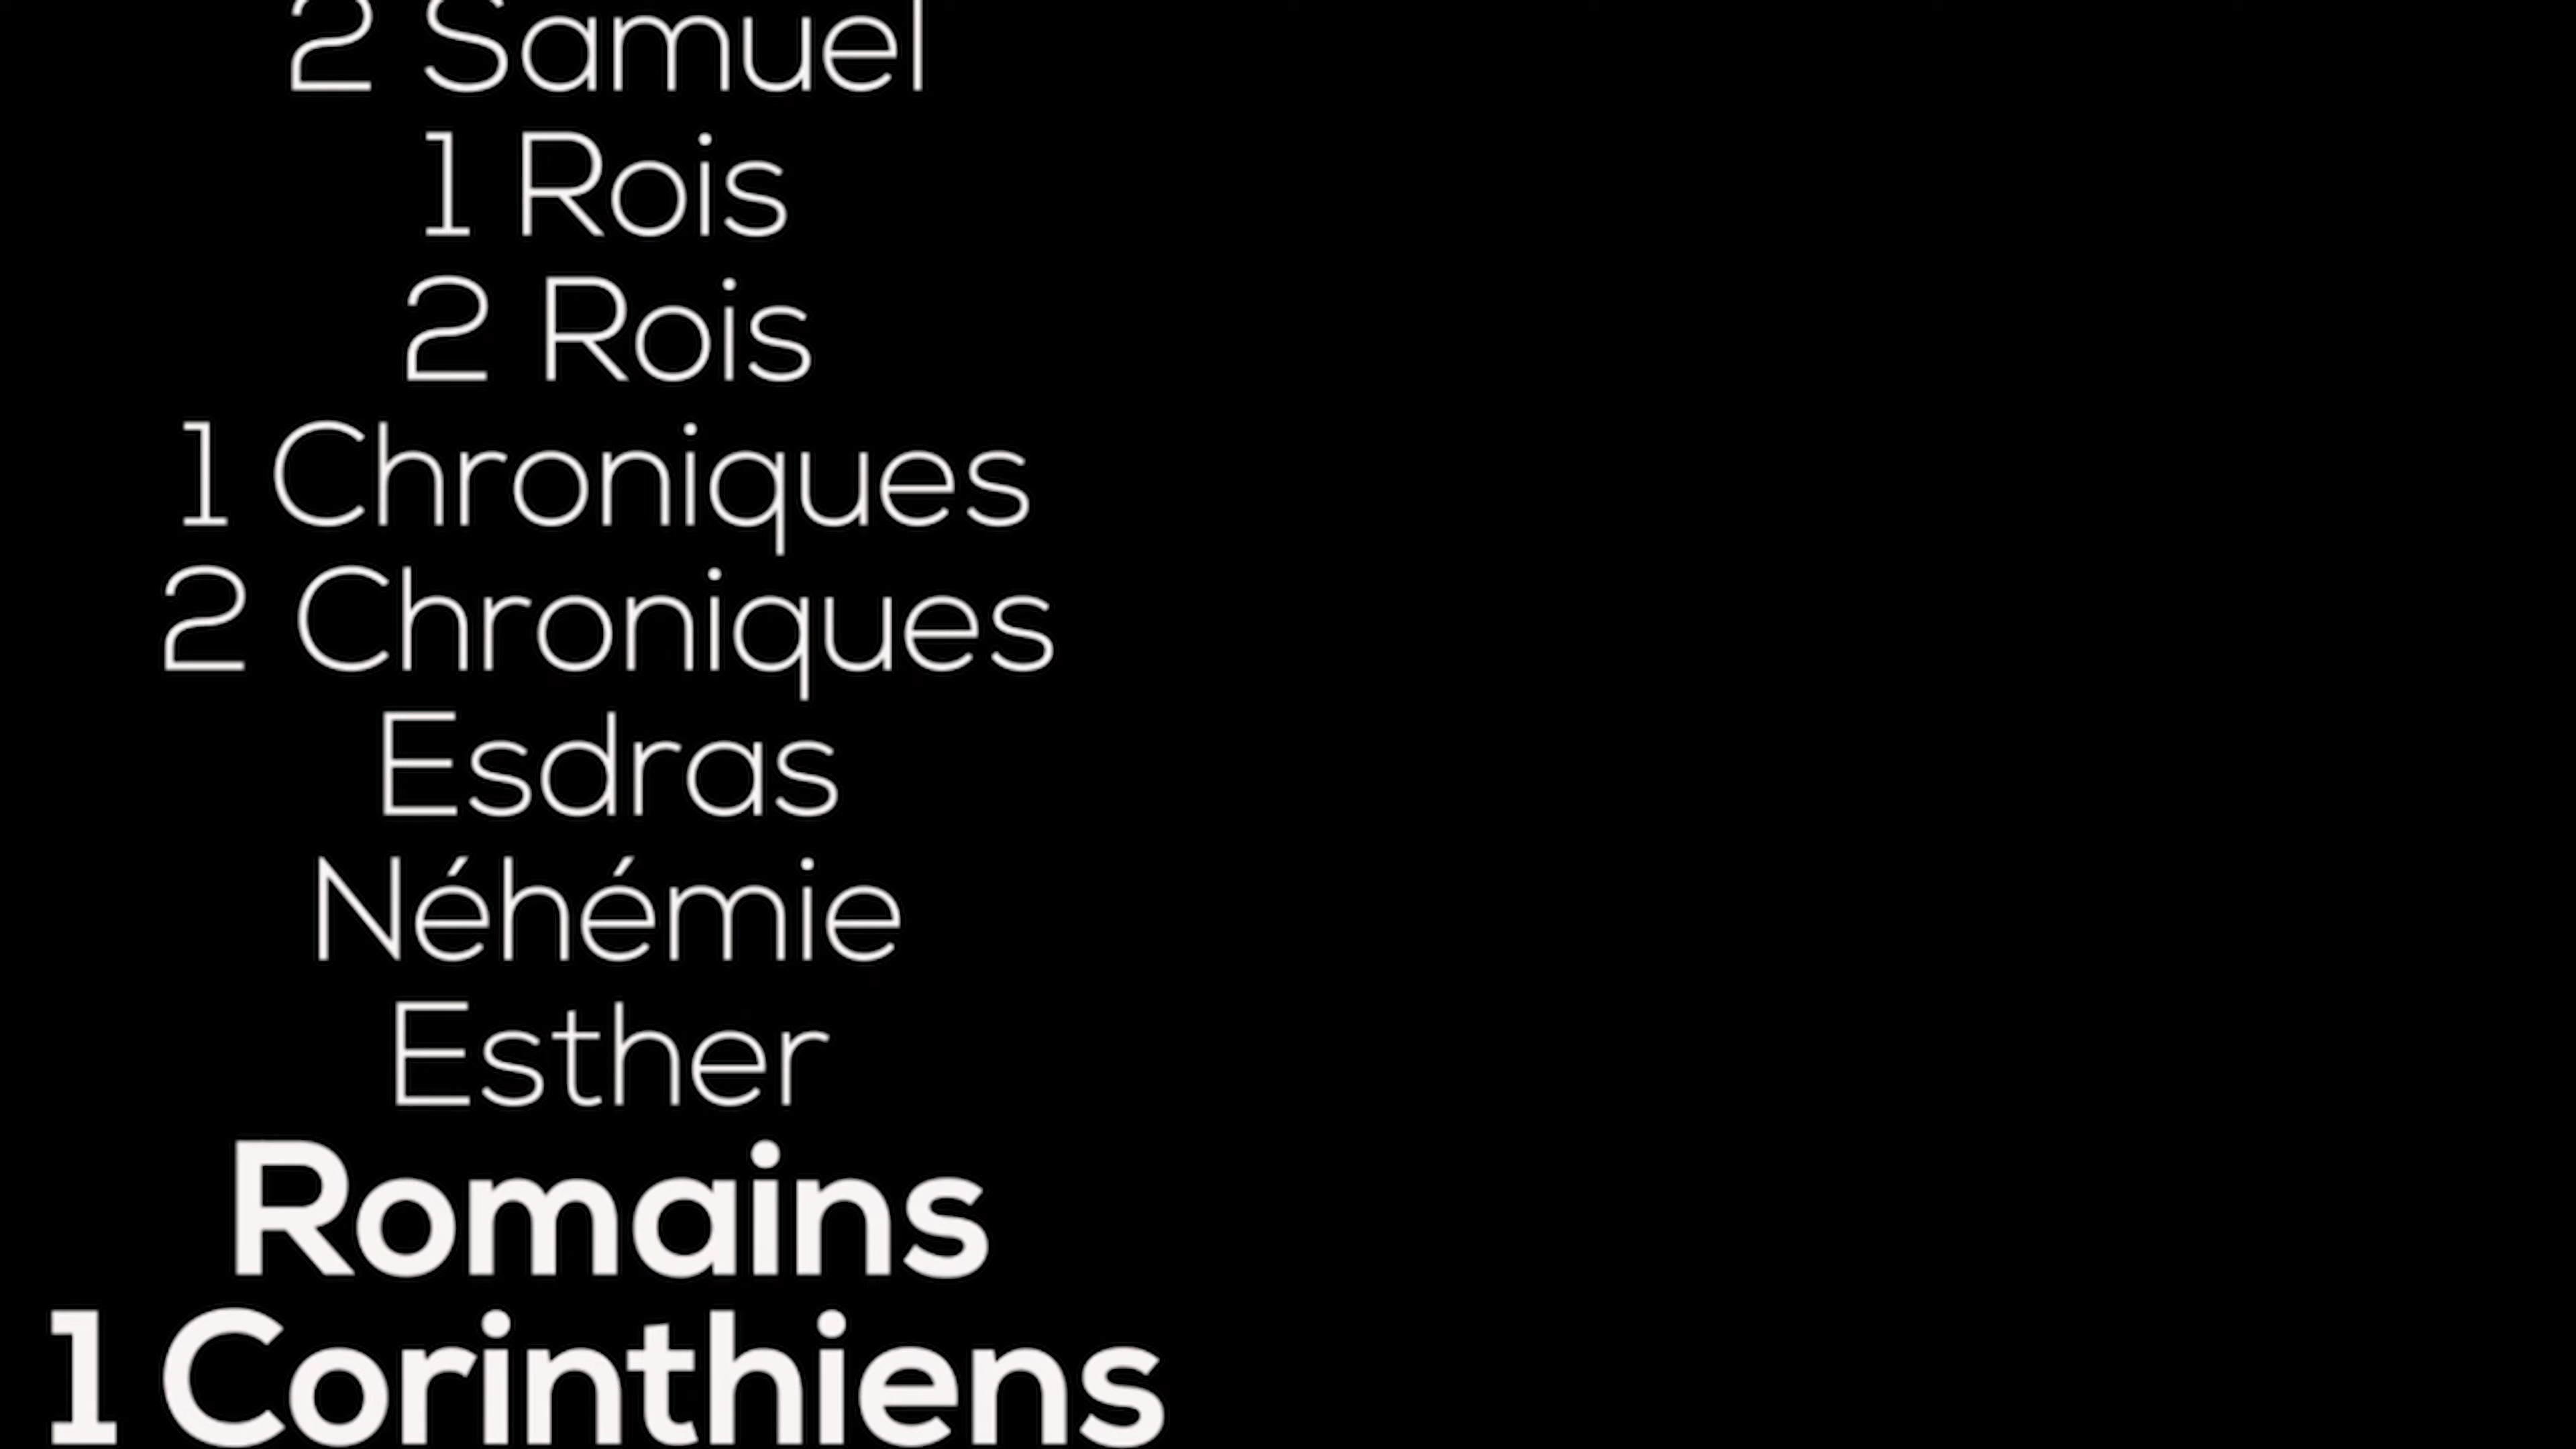 2 Samuel
1 Rois
2 Rois
1 Chroniques
2 Chroniques
Esdras
Néhémie
Esther
Romains
1 Corinthiens